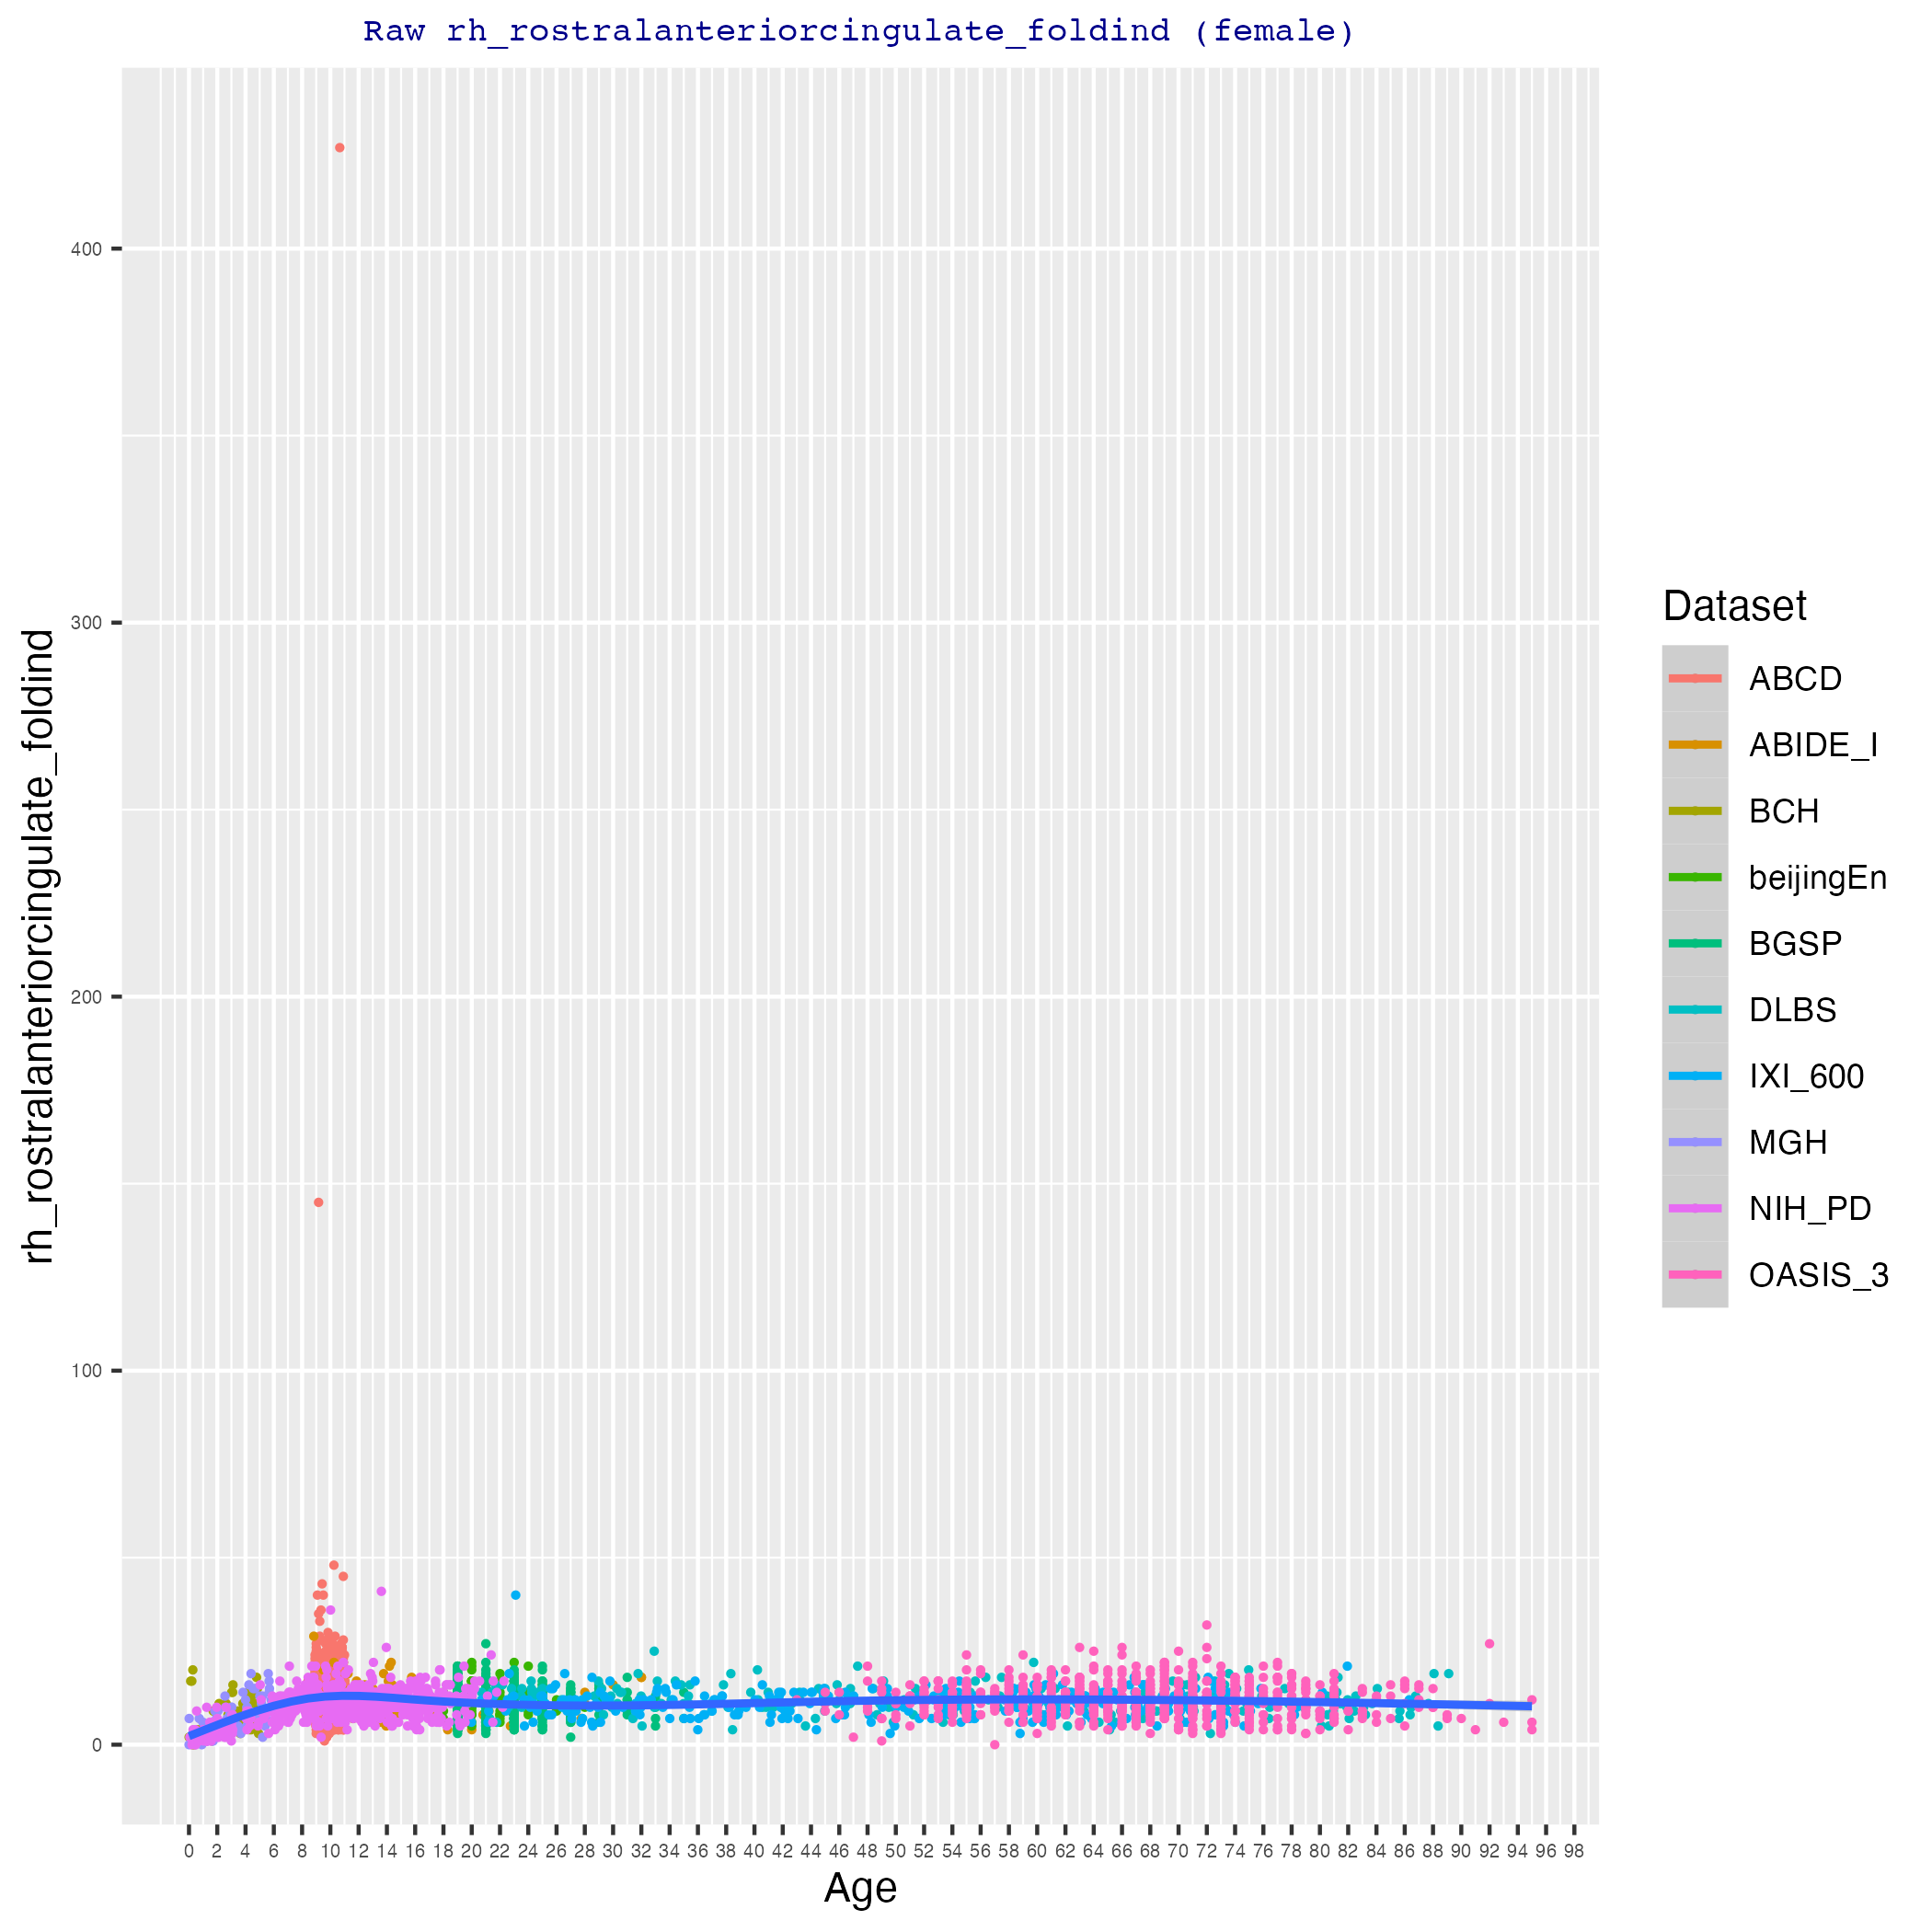 Raw rh_rostralanteriorcingulate_foldind (female)
rh_rostralanteriorcingulate_foldind
400
300
200
100
0
0 2 4 6 8 10 12 14 16 18 20 22 24 26 28 30 32 34 36 38 40 42 44 46 48 50 52 54 56 58 60 62 64 66 68 70 72 74 76 78 80 82 84 86 88 90 92 94 96 98
Age
Dataset
ABCD
ABIDE_I
BCH
beijingEn
BGSP
DLBS
IXI_600
MGH
NIH_PD
OASIS_3